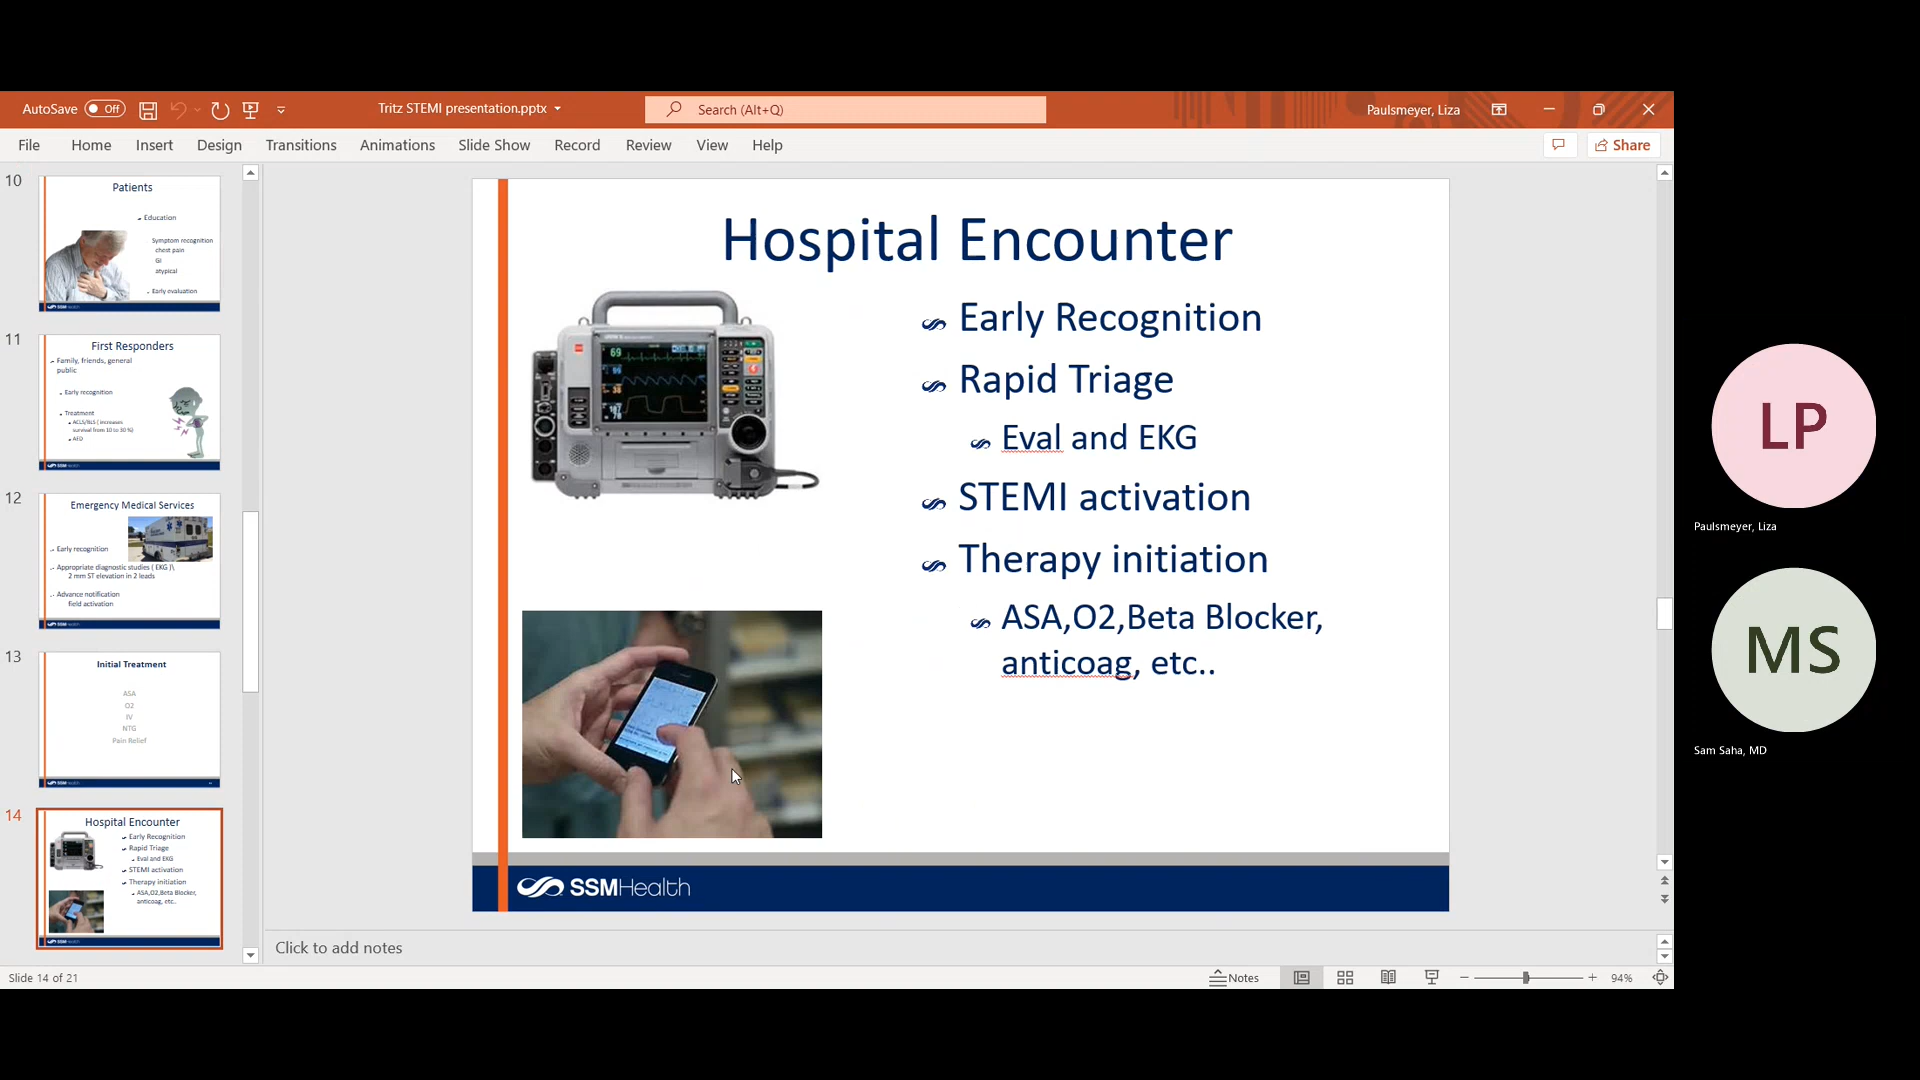 AutoSave Off
Tritz STEMI presentation.pptx
Search (Alt+Q)
Paulsmeyer, Liza
File Home Insert Design Transitions Animations Slide Show Record Review View Help
Share
10
Patients
Education
Symptom recognition
chest pain
GI
atypical
Early evaluation
SSMHealth
11
First Responders
Family, friends, general
public
Early recognition
Treatment
ACLS/BLS ( increases
survival from 10 to 30 %)
AED
SSMHealth
12
Emergency Medical Services
Early recognition
Appropriate diagnostic studies ( EKG )\
2 mm ST elevation in 2 leads
Advance notification
field activation
SSMHealth
13
Initial Treatment
ASA
O2
IV
NTG
Pain Relief
SSMHealth
14
Hospital Encounter
Early Recognition
Rapid Triage
Eval and EKG
STEMI activation
Therapy initiation
ASA,O2,Beta Blocker,
anticoag, etc..
SSMHealth
Hospital Encounter
Early Recognition
Rapid Triage
Eval and EKG
STEMI activation
Therapy initiation
ASA,O2,Beta Blocker,
anticoag, etc..
69
SSMHealth
Click to add notes
Slide 14 of 21
Notes
94%
LP
Paulsmeyer, Liza
MS
Sam Saha, MD